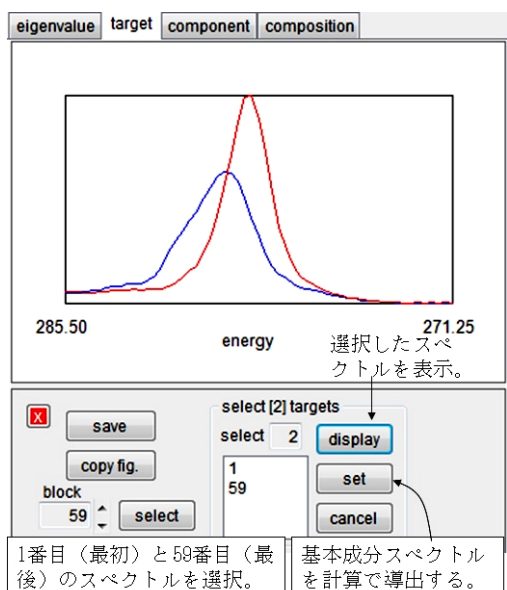 eigenvalue target component composition
285.50 271.25
energy
選択したスペ
クトルを表示。
X
save
copy fig.
block
59
select
select [2] targets
select 2
display
1
59
set
cancel
1番目（最初）と59番目（最
後）のスペクトルを選択。
基本成分スペクトル
を計算で導出する。